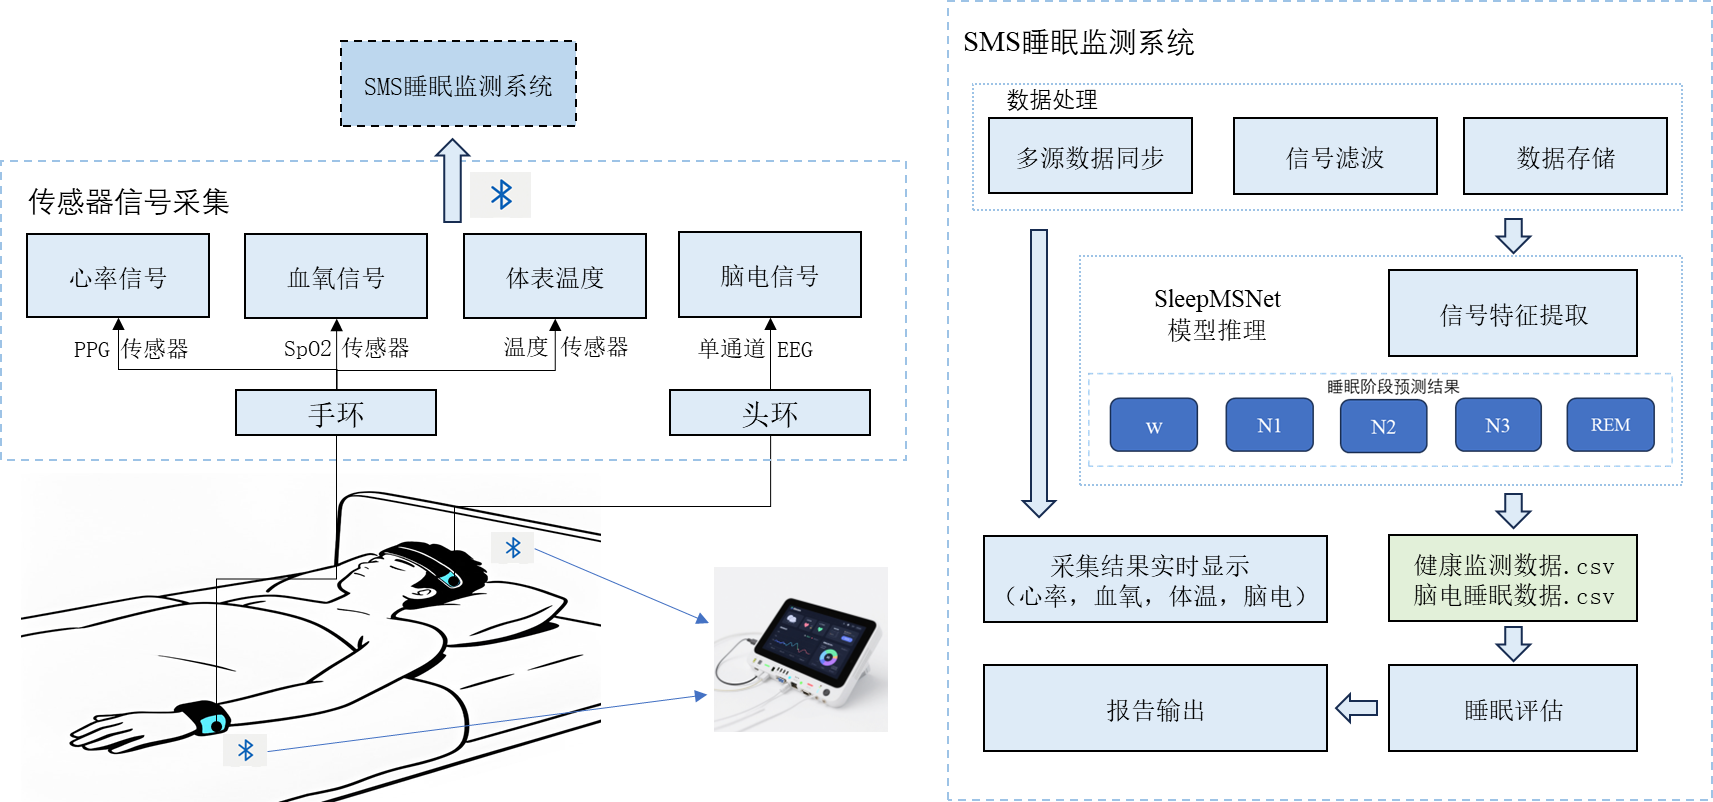 SMS睡眠监测系统
传感器信号采集
心率信号
血氧信号
体表温度
脑电信号
PPG 传感器
SpO2 传感器
温度 传感器
单通道 EEG
手环
头环
SMS睡眠监测系统
数据处理
多源数据同步
信号滤波
数据存储
SleepMSNet
模型推理
信号特征提取
睡眠阶段预测结果
w
N1
N2
N3
REM
采集结果实时显示
（心率，血氧，体温，脑电）
健康监测数据.csv
脑电睡眠数据.csv
报告输出
睡眠评估